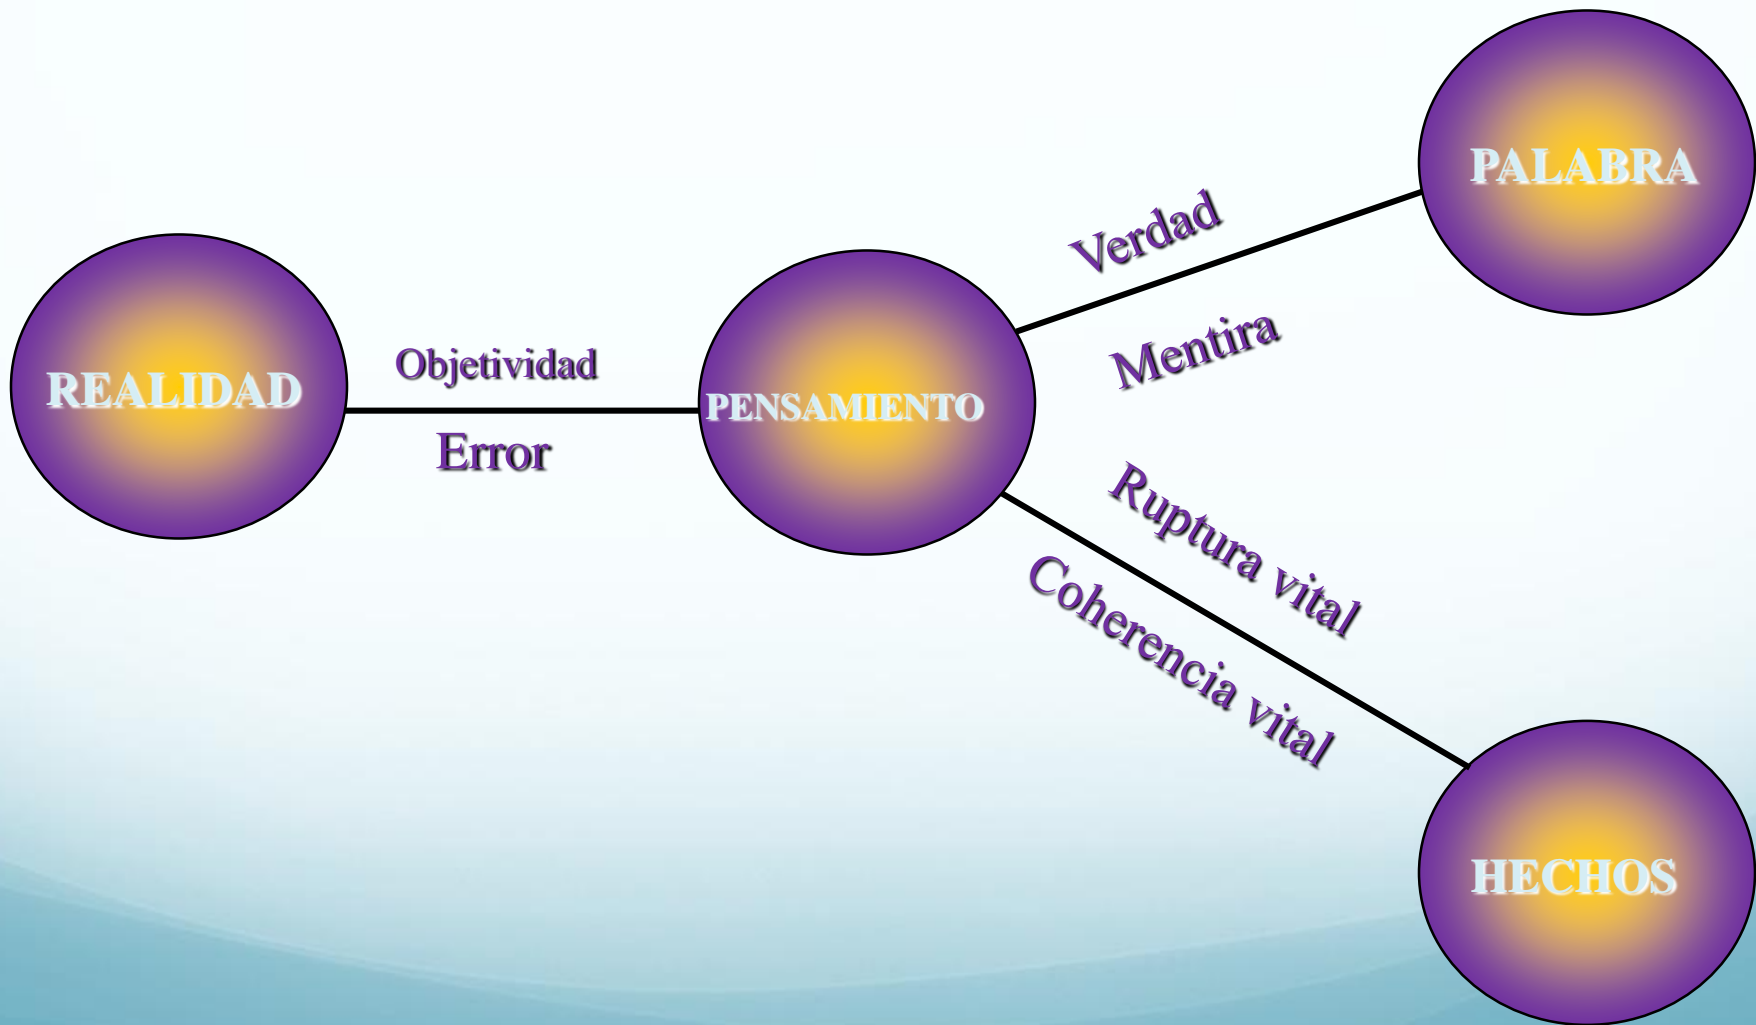 REALIDAD
Objetividad
Error
PENSAMIENTO
Verdad
Mentira
PALABRA
Ruptura vital
Coherencia vital
HECHOS